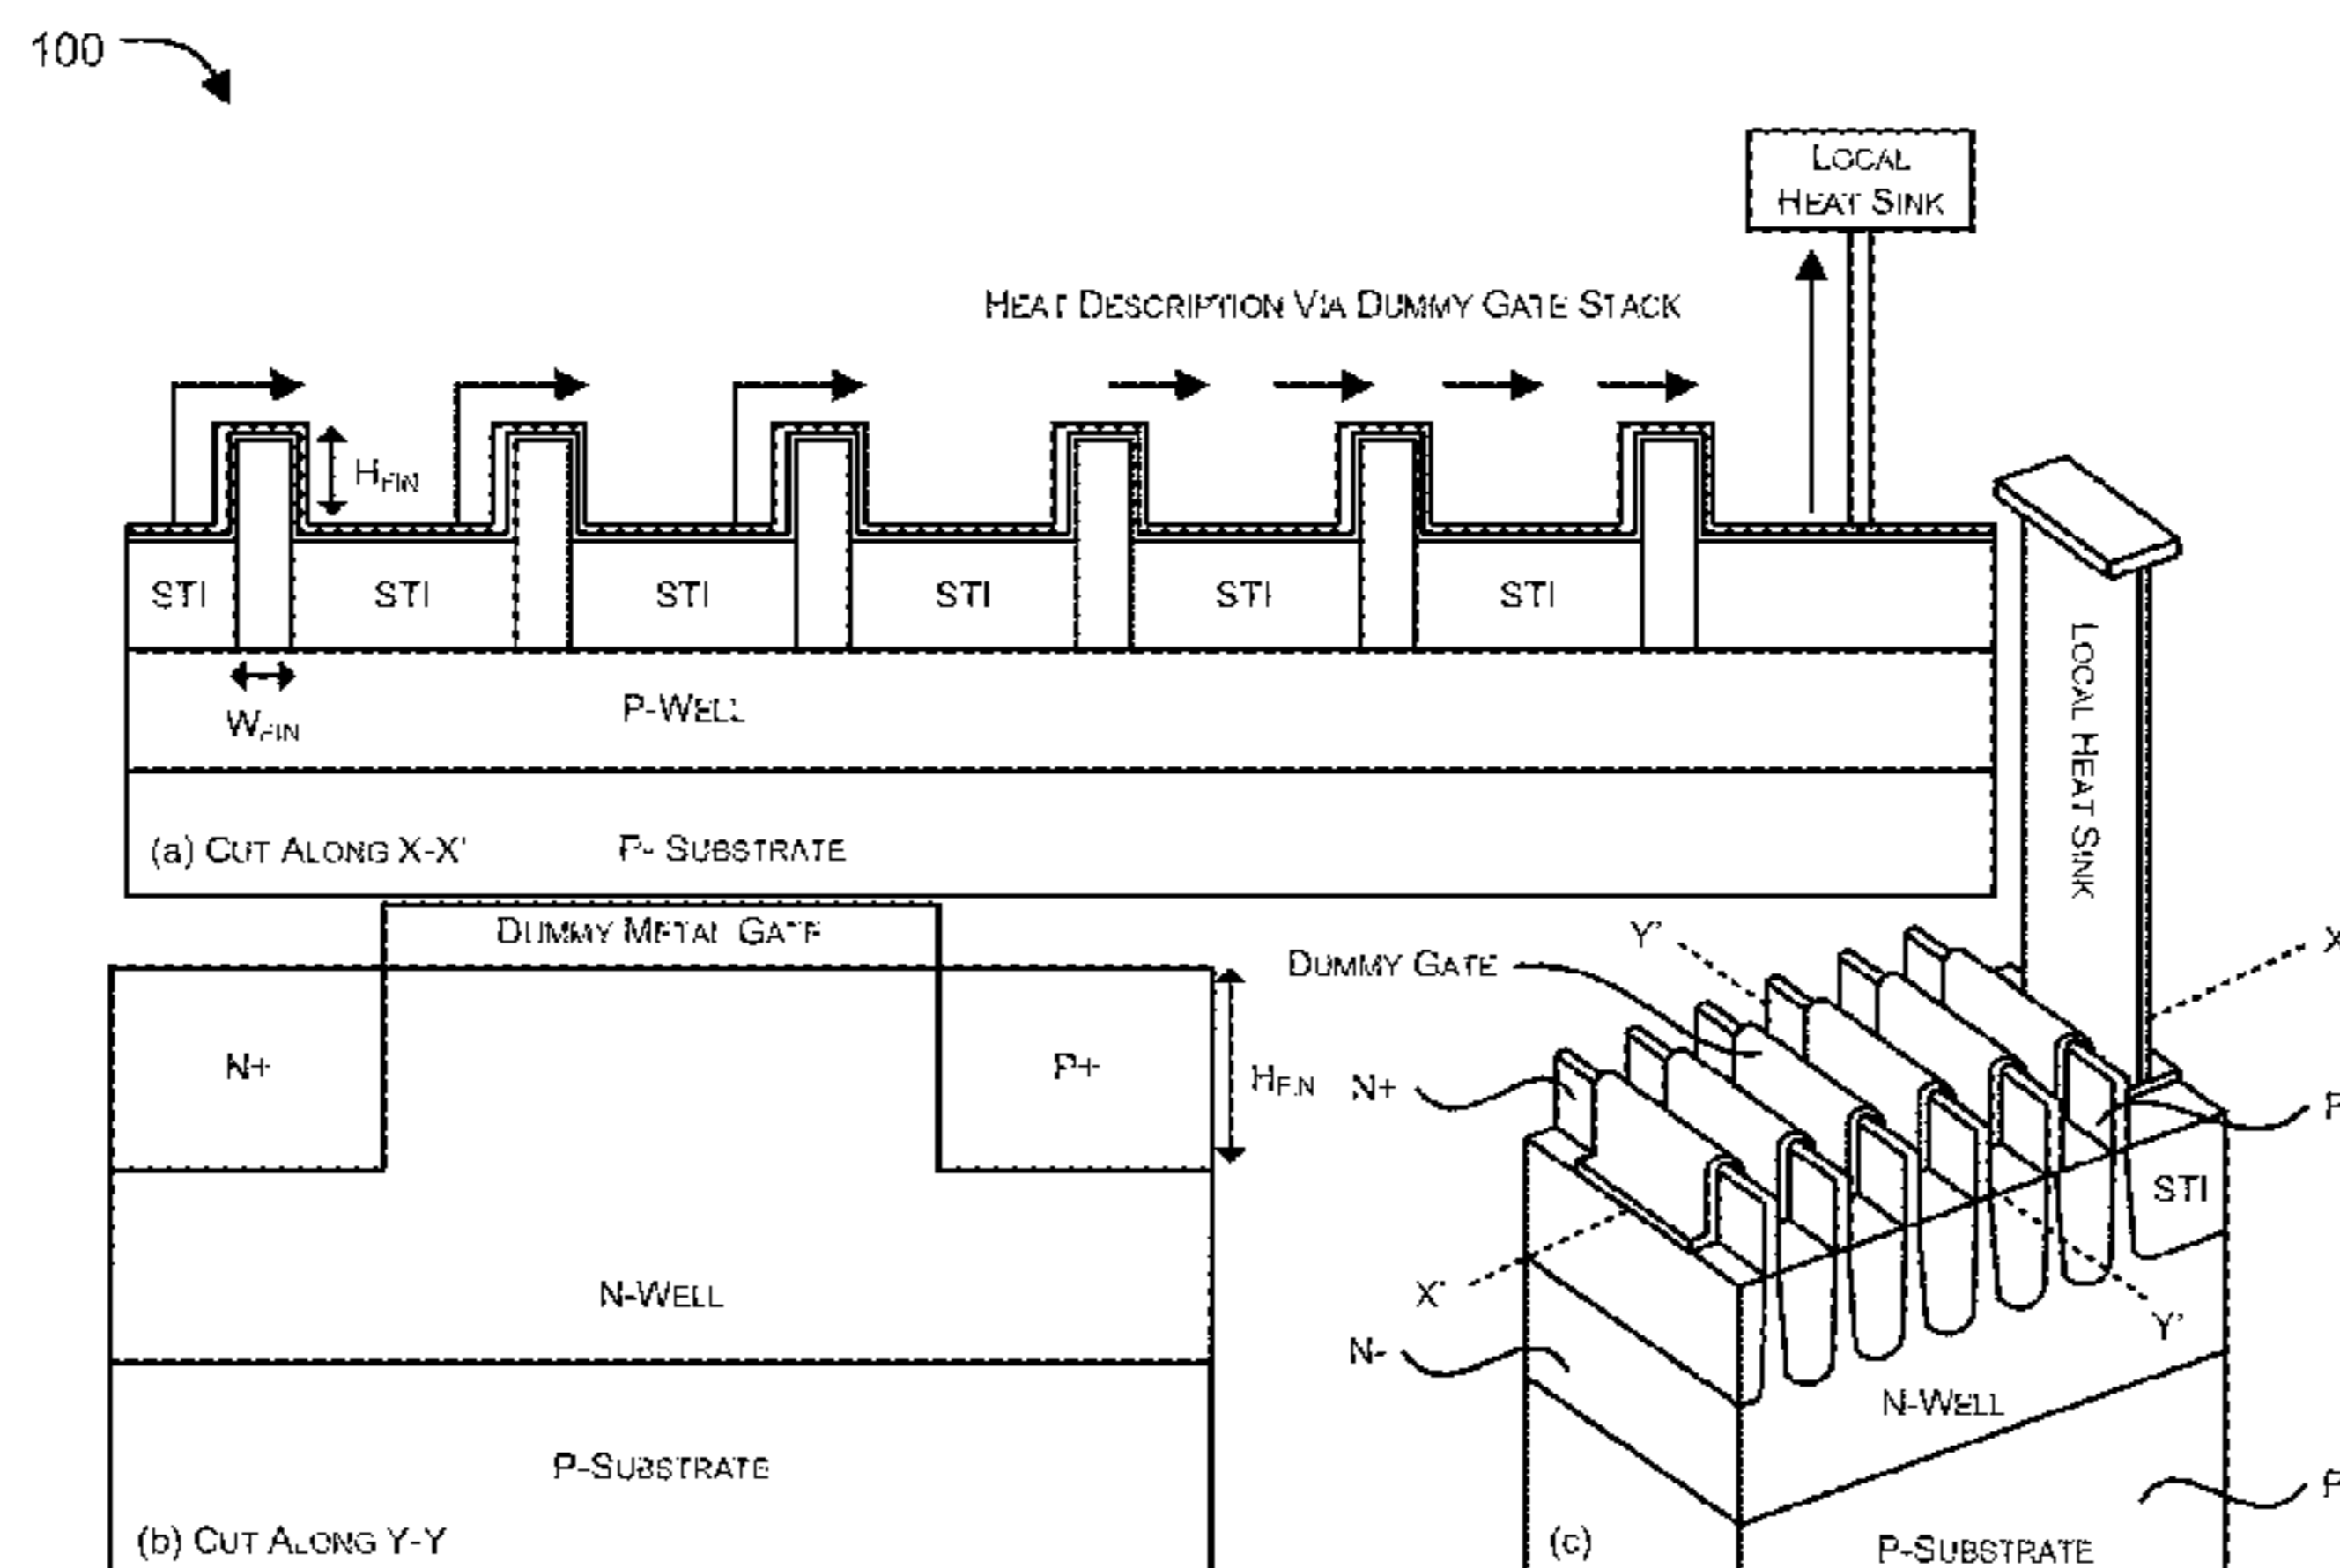 100
LOCAL
HEAT SINK
HEAT DESCRIPTION VIA DUMMY GATE STACK
HFIN
STI STI STI STI STI STI
WFIN
P-WELL
(a) CUT ALONG X-X' P- SUBSTRATE
LOCAL HEAT SINK
DUMMY METAL GATE
N+
P+
HFIN
N-WELL
P-SUBSTRATE
(b) CUT ALONG Y-Y
Y'
X
DUMMY GATE
N+
P
STI
X'
Y'
N-
N-WELL
P
(c)
P-SUBSTRATE